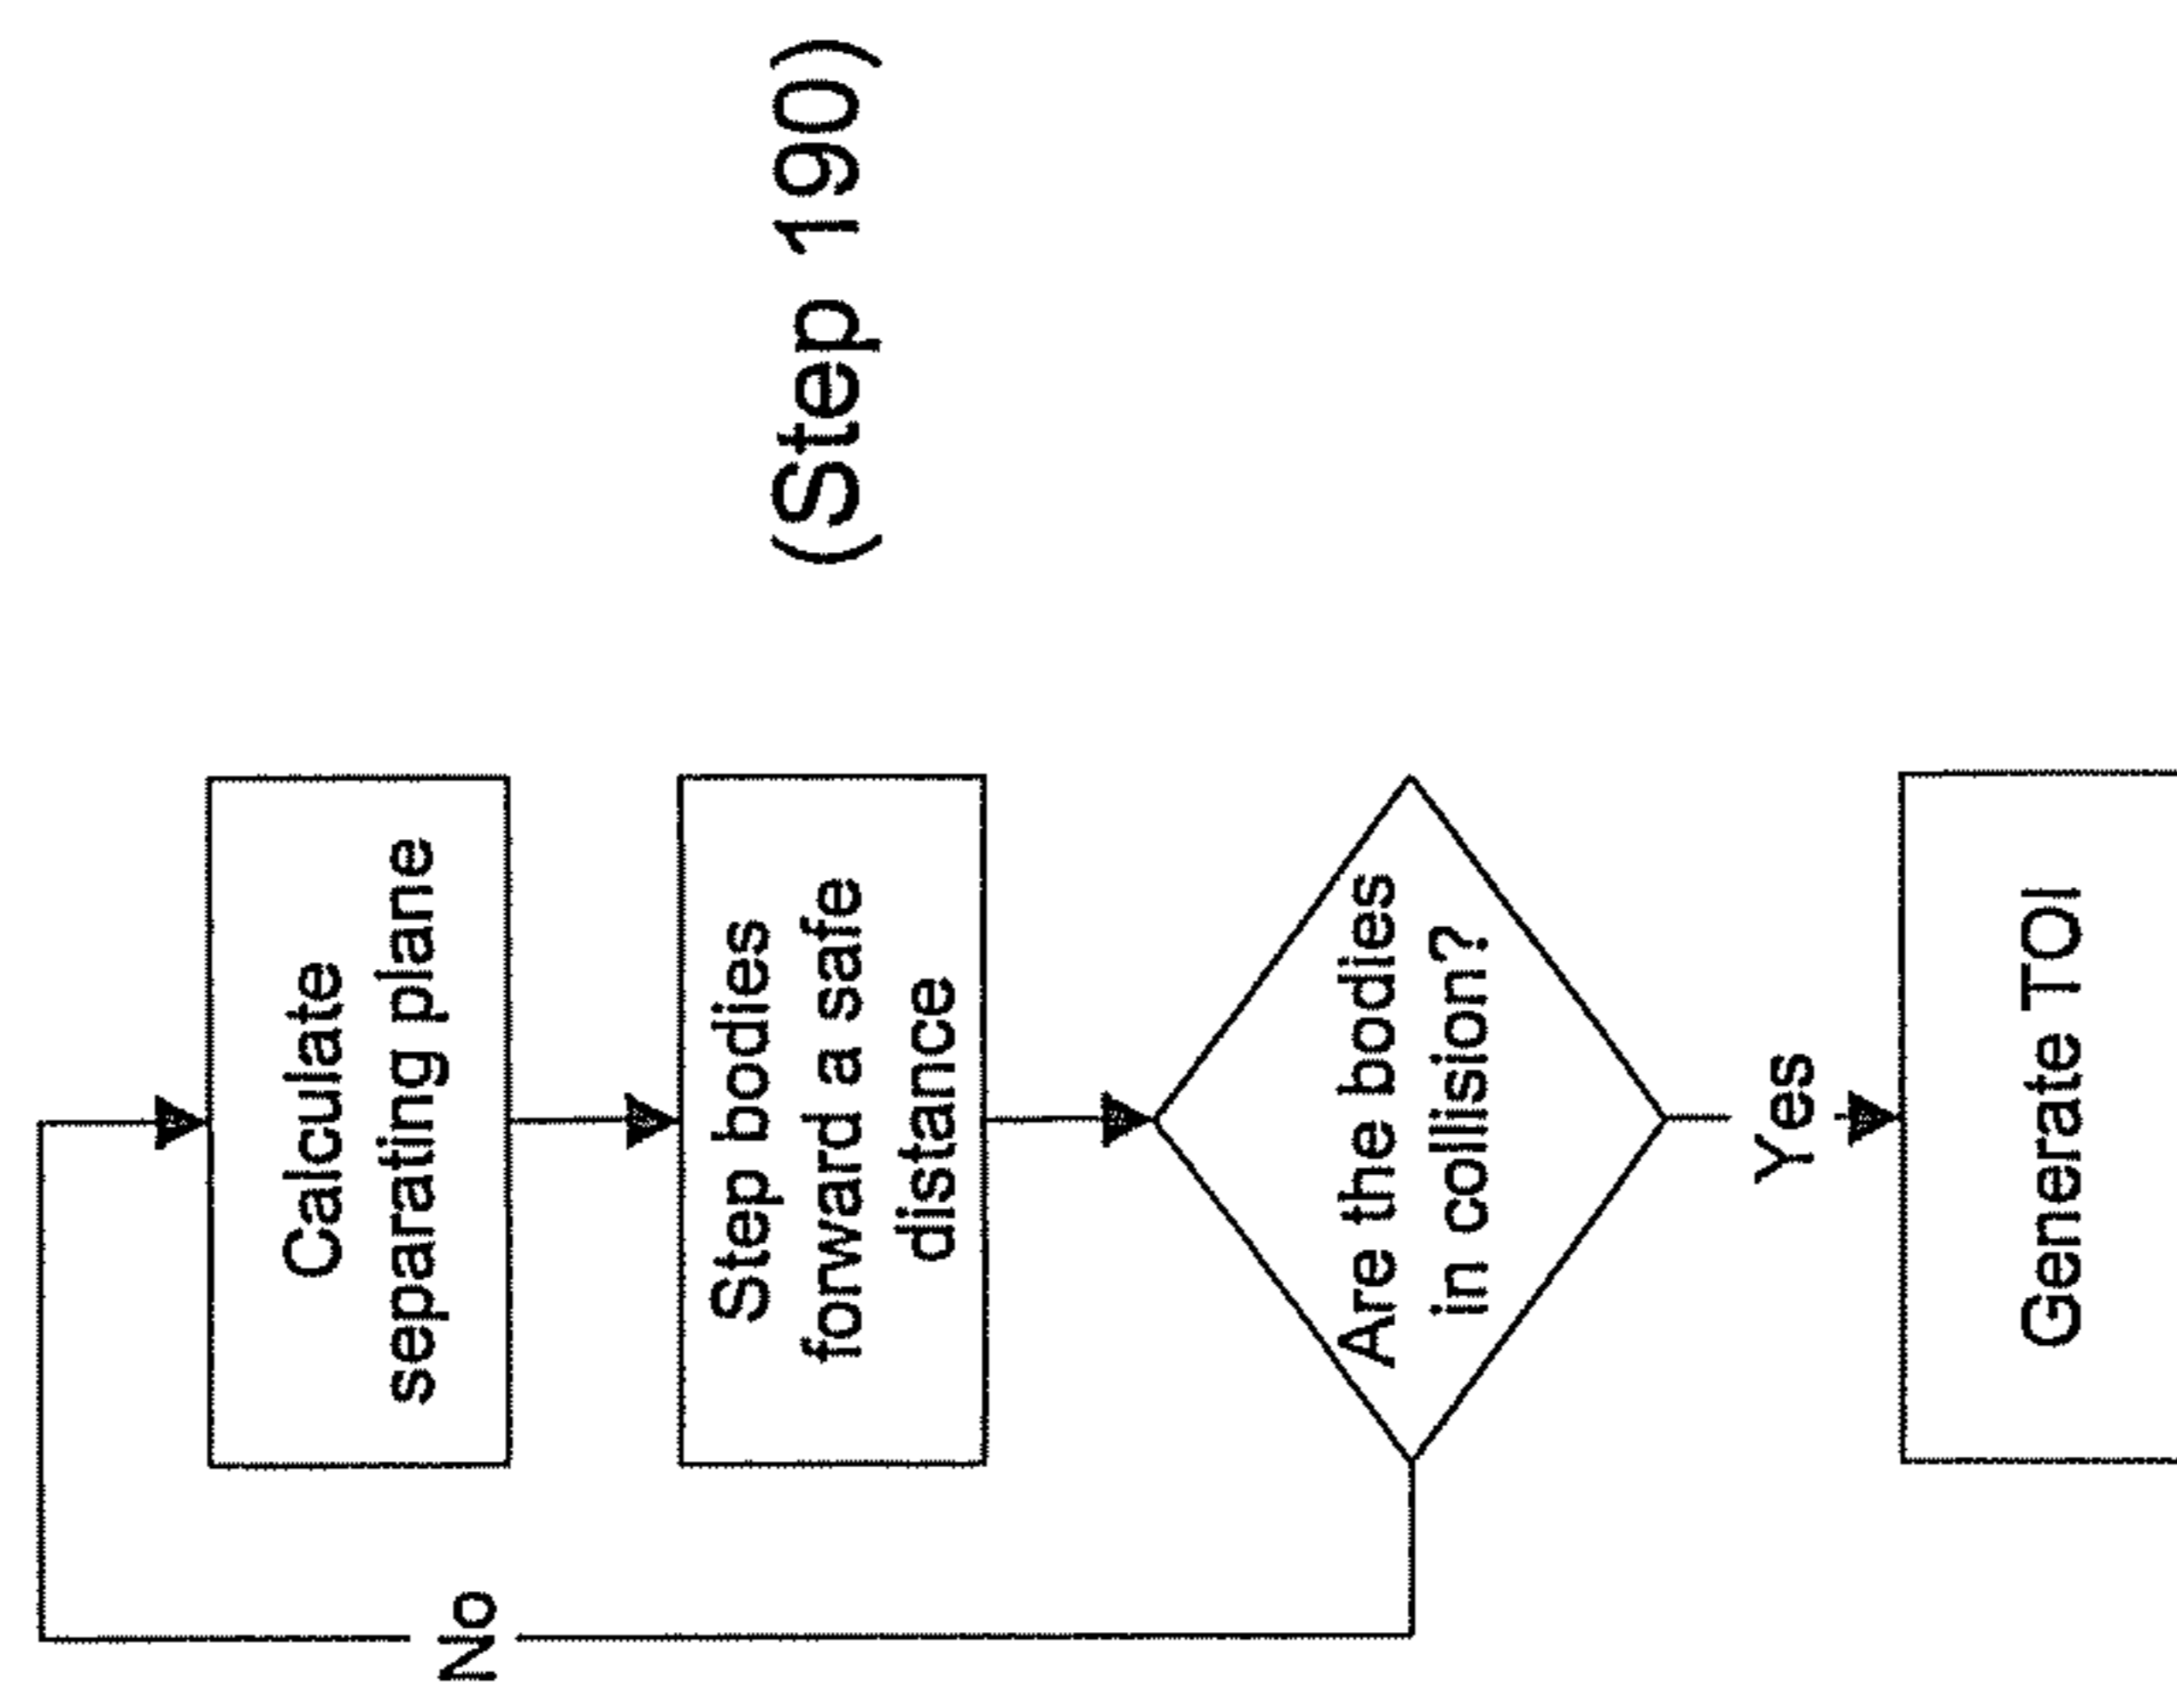 (Step 190)
Calculate
separating plane
Step bodies
forward a safe
distance
Are the bodies
in collision?
No
Yes
Generate TOI